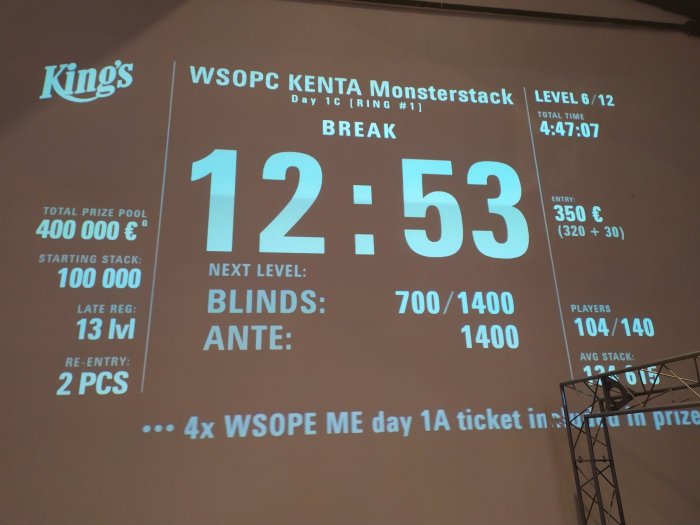 King's
WSOPC KENTA Monsterstack
Day 1C [RING #1]
BREAK
12:53
NEXT LEVEL:
BLINDS: 700/1400
ANTE: 1400
TOTAL PRIZE POOL
400 000 € G
STARTING STACK:
100 000
LATE REG:
13 lvl
RE-ENTRY:
2 PCS
LEVEL 6/12
TOTAL TIME
4:47:07
ENTRY:
350 €
(320 + 30)
PLAYERS
104/140
AVG STACK:
••• 4x WSOPE ME day 1A ticket included in prize